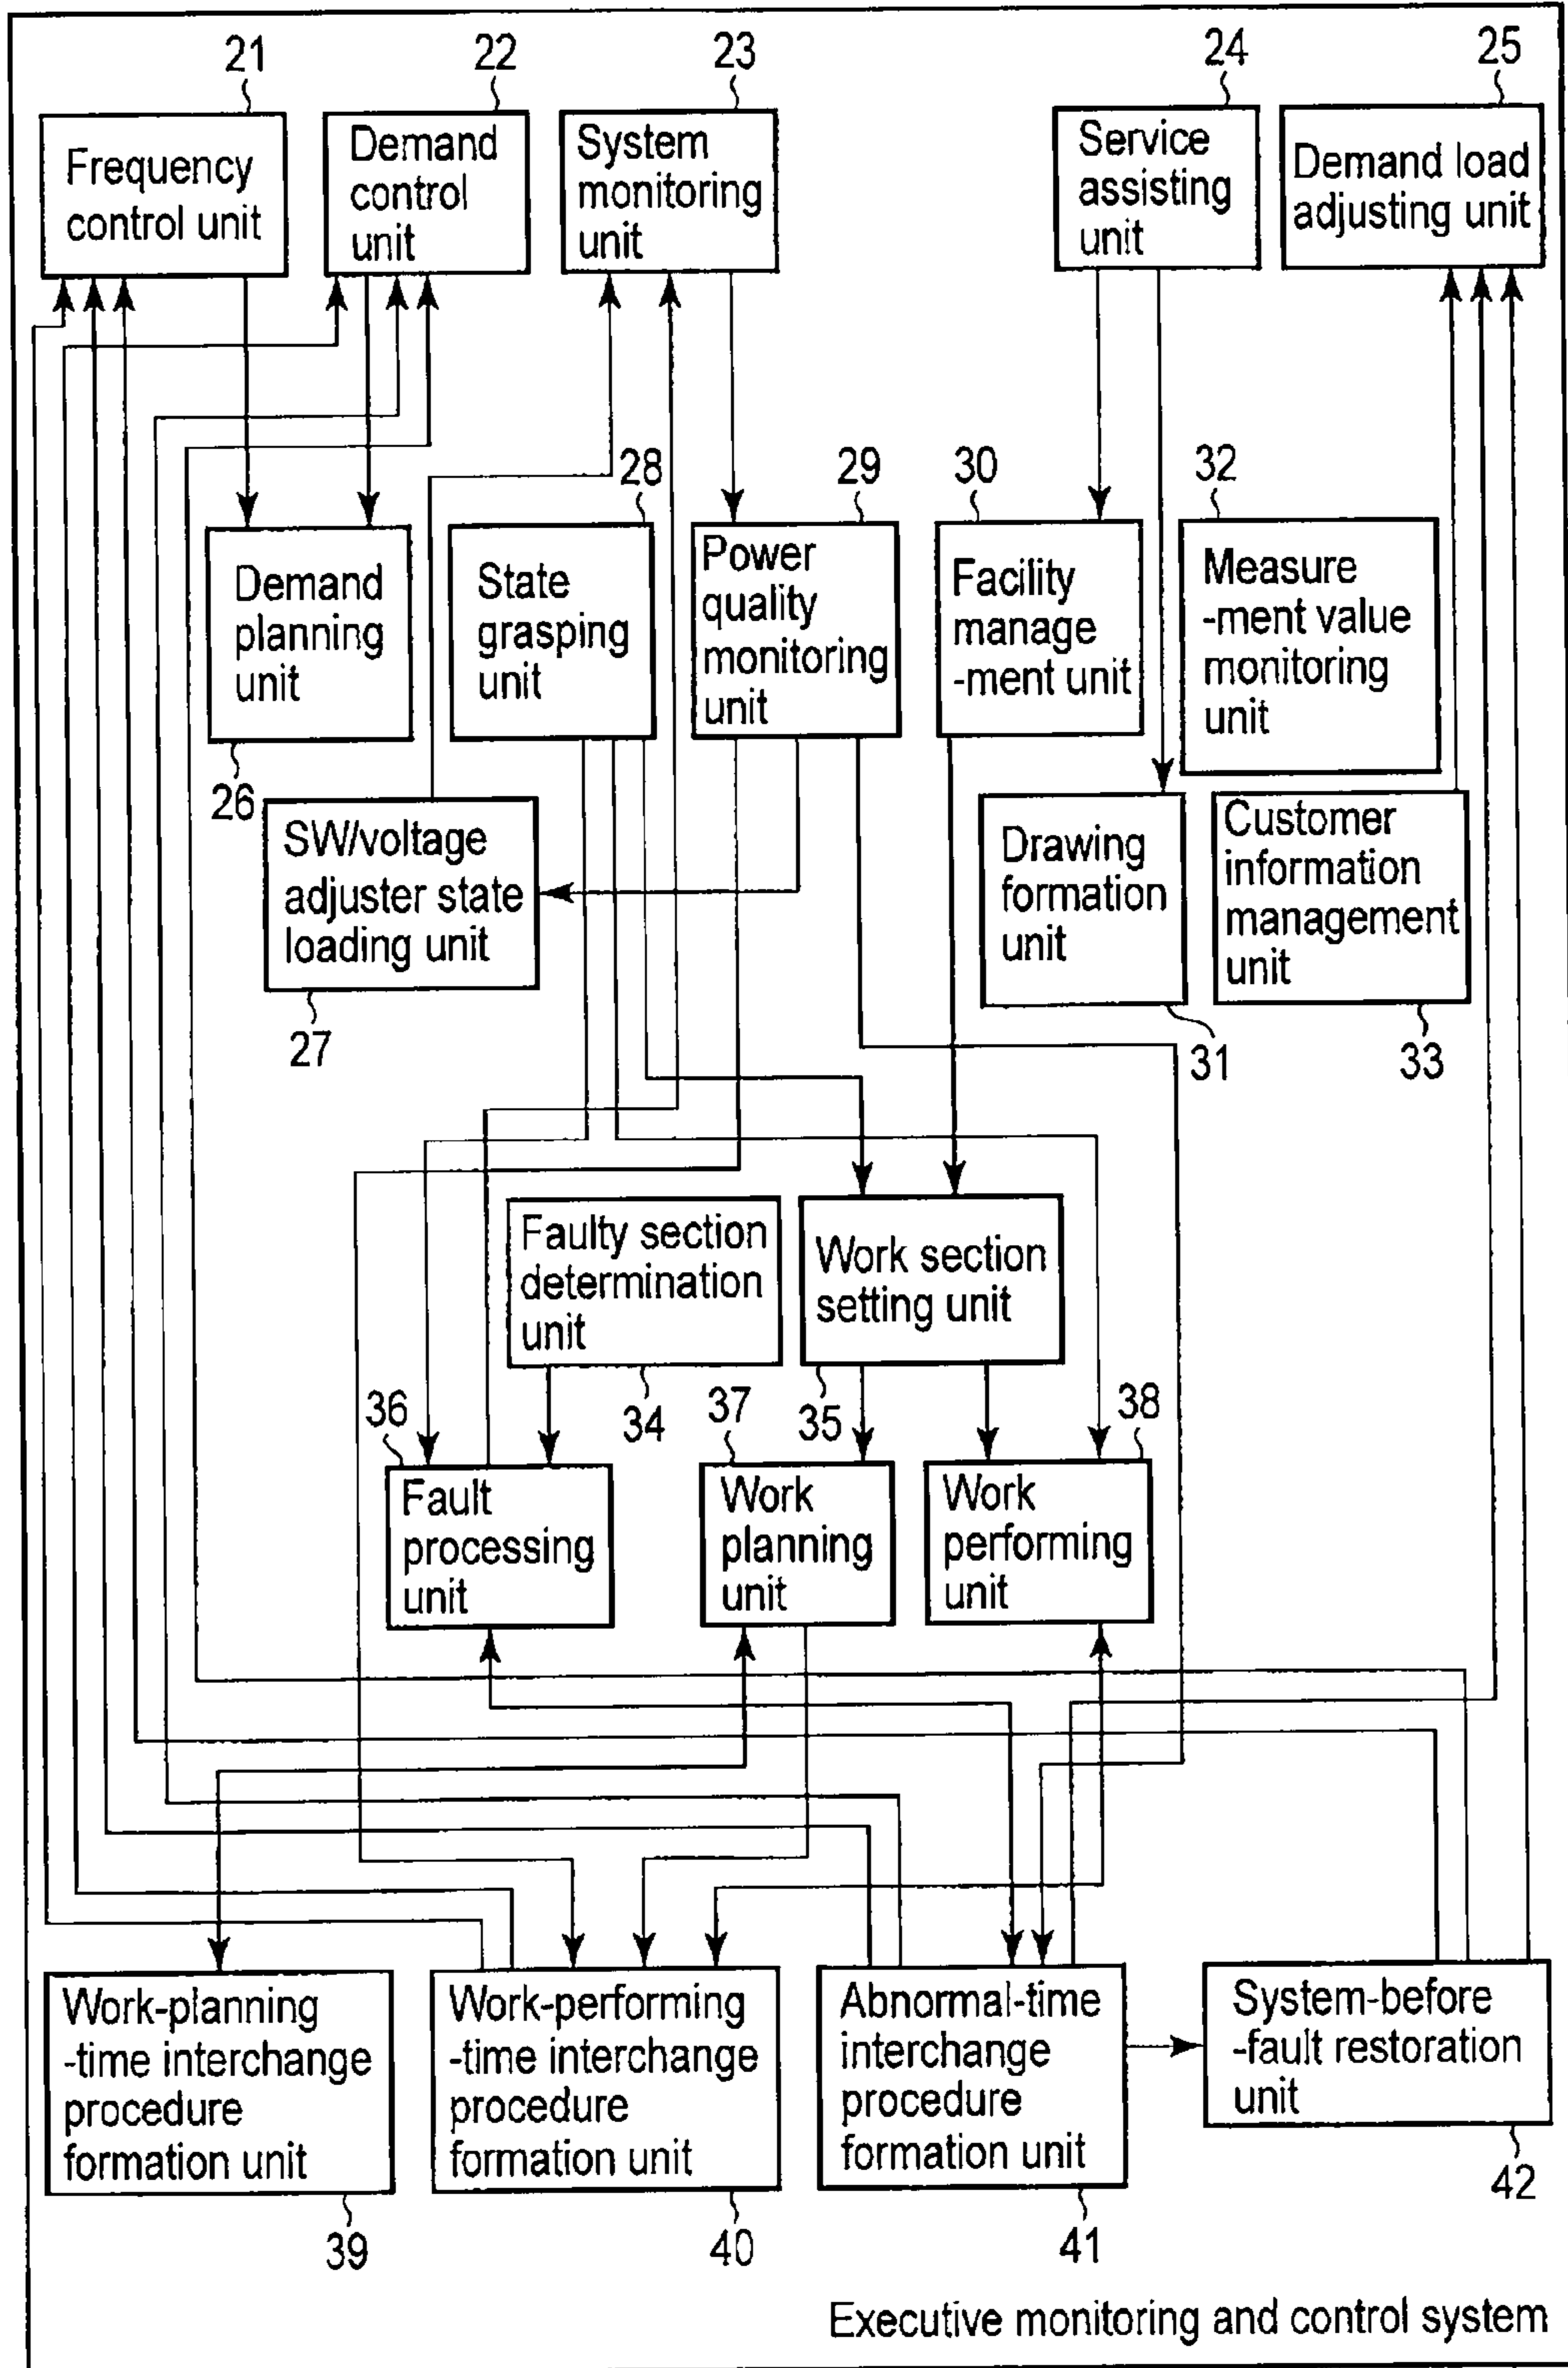 21
22
23
24
25
Frequency
control unit
Demand
control
unit
System
monitoring
unit
Service
assisting
unit
Demand load
adjusting unit
28
29
30
32
Demand
planning
unit
State
grasping
unit
Power
quality
monitoring
unit
Facility
manage
-ment unit
Measure
-ment value
monitoring
unit
26
SW/voltage
adjuster state
loading unit
27
Drawing
formation
unit
31
Customer
information
management
unit
33
Faulty section
determination
unit
34
Work section
setting unit
35
36
37
38
Fault
processing
unit
Work
planning
unit
Work
performing
unit
Work-planning
-time interchange
procedure
formation unit
39
Work-performing
-time interchange
procedure
formation unit
40
Abnormal-time
interchange
procedure
formation unit
41
System-before
-fault restoration
unit
42
Executive monitoring and control system